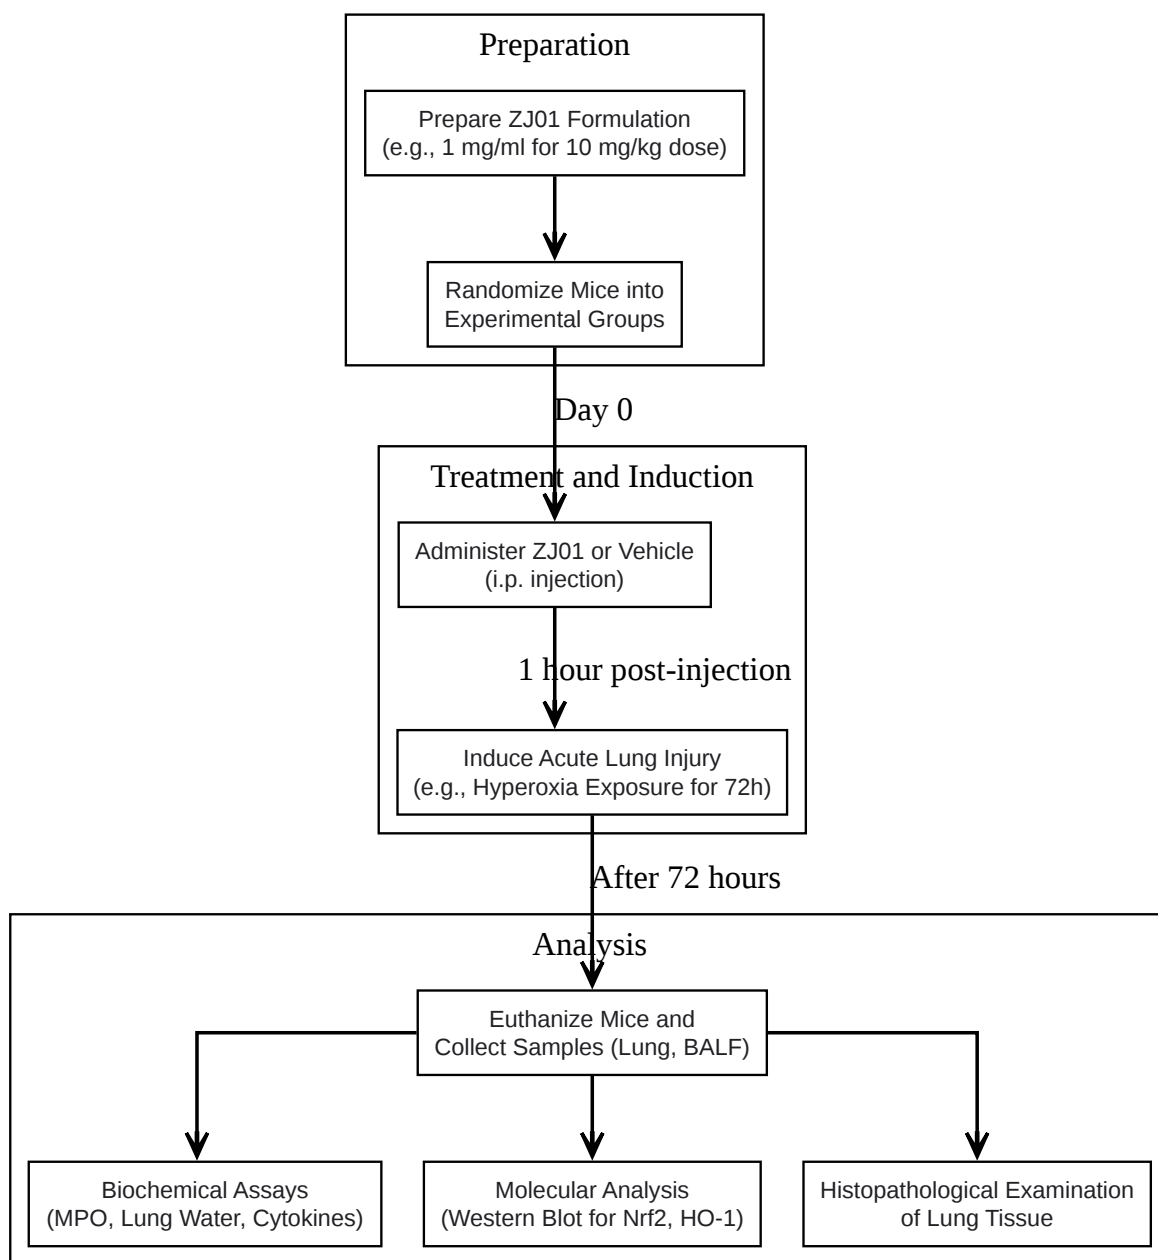 Preparation
Prepare ZJ01 Formulation
(e.g., 1 mg/ml for 10 mg/kg dose)
Randomize Mice into
Experimental Groups
Day 0
Treatment and Induction
Administer ZJ01 or Vehicle
(i.p. injection)
1 hour post-injection
Induce Acute Lung Injury
(e.g., Hyperoxia Exposure for 72h)
After 72 hours
Analysis
Euthanize Mice and
Collect Samples (Lung, BALF)
Biochemical Assays
(MPO, Lung Water, Cytokines)
Molecular Analysis
(Western Blot for Nrf2, HO-1)
Histopathological Examination
of Lung Tissue